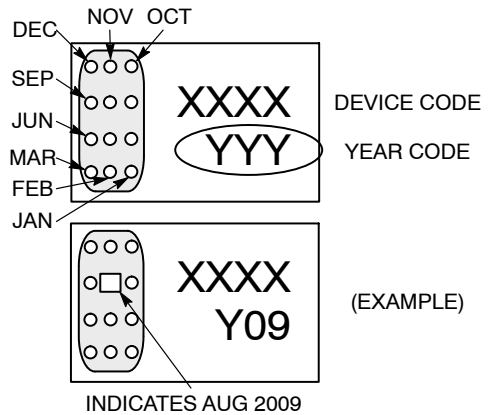 DEC NOV OCT
SEP
JUN
MAR
FEB
JAN
XXXX DEVICE CODE
YYY YEAR CODE
XXXX
Y09
(EXAMPLE)
INDICATES AUG 2009